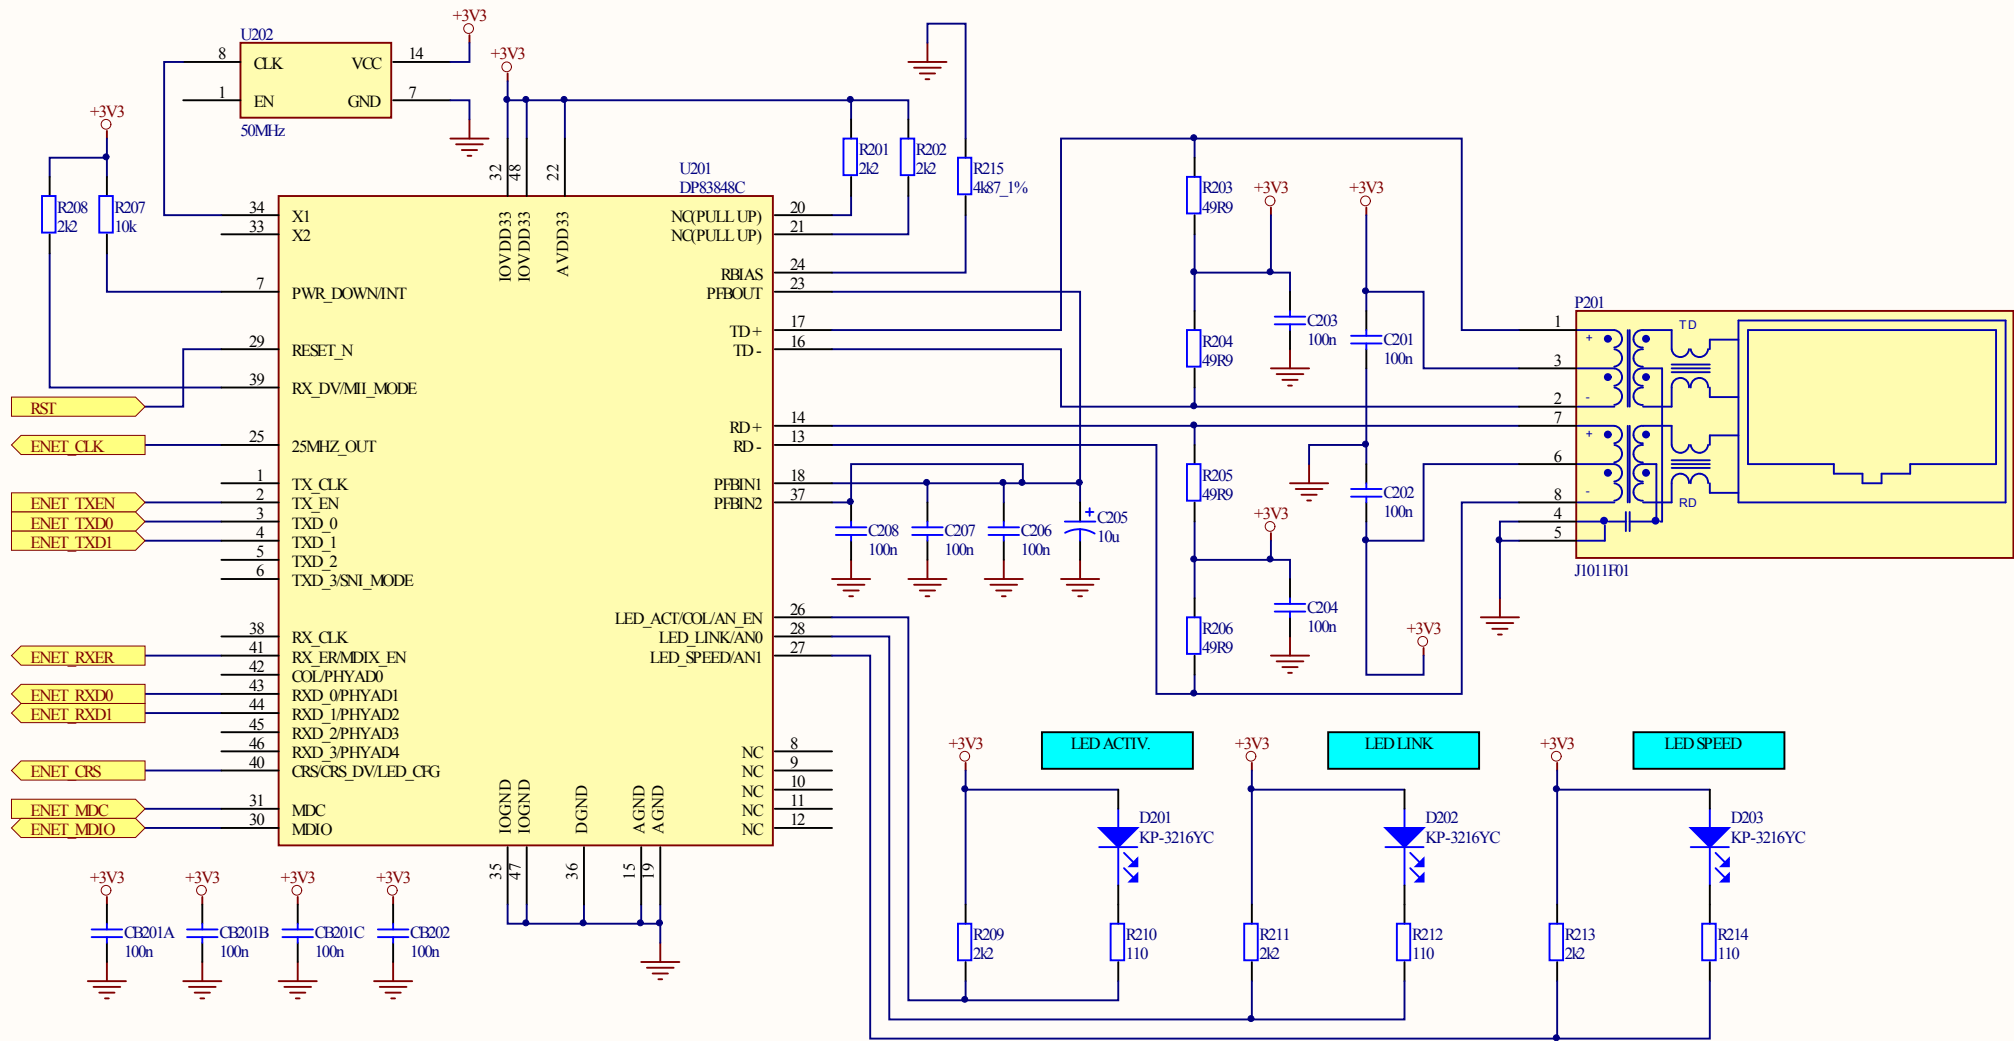 U202
8 CLK VCC 14
1 EN GND 7
50MHz
+3V3
+3V3
+3V3
R208
2k2
R207
10k
U201
DP83848C
32 48 22
IOVDD33
IOVDD33
AVDD33
34 X1
33 X2
7 PWR_DOWN/INT
29 RESET_N
39 RX_DV/MII_MODE
25 25MHZ_OUT
1 TX_CLK
2 TX_EN
3 TXD_0
4 TXD_1
5 TXD_2
6 TXD_3/SNI_MODE
38 RX_CLK
41 RX_ER/MDIX_EN
42 COL/PHYAD0
43 RXD_0/PHYAD1
44 RXD_1/PHYAD2
45 RXD_2/PHYAD3
46 RXD_3/PHYAD4
40 CRS/CRS_DV/LED_CFG
31 MDC
30 MDIO
RST
ENET_CLK
ENET_TXEN
ENET_TXD0
ENET_TXD1
ENET_RXER
ENET_RXD0
ENET_RXD1
ENET_CRS
ENET_MDC
ENET_MDIO
NC(PULL UP) 20
NC(PULL UP) 21
RBIAS 24
PFBOUT 23
TD+ 17
TD- 16
RD+ 14
RD- 13
PFBIN1 18
PFBIN2 37
LED_ACT/COL/AN_EN 26
LED_LINK/AN0 28
LED_SPEED/AN1 27
NC 8
NC 9
NC 10
NC 11
NC 12
IOGND
IOGND
DGND
AGND
AGND
35 47 36 15 19
R201
2k2
R202
2k2
R215
4k87_1%
R203
49R9
R204
49R9
+3V3
C203
100n
+3V3
C201
100n
R205
49R9
R206
49R9
+3V3
C204
100n
C202
100n
+3V3
C208
100n
C207
100n
C206
100n
+
C205
10u
P201
1
3
2
7
6
8
4
5
+
-
+
-
TD
RD
J1011F01
+3V3
LED ACTIV.
+3V3
LED LINK
+3V3
LED SPEED
D201
KP-3216YC
D202
KP-3216YC
D203
KP-3216YC
R209
2k2
R210
110
R211
2k2
R212
110
R213
2k2
R214
110
+3V3
+3V3
+3V3
+3V3
CB201A
100n
CB201B
100n
CB201C
100n
CB202
100n